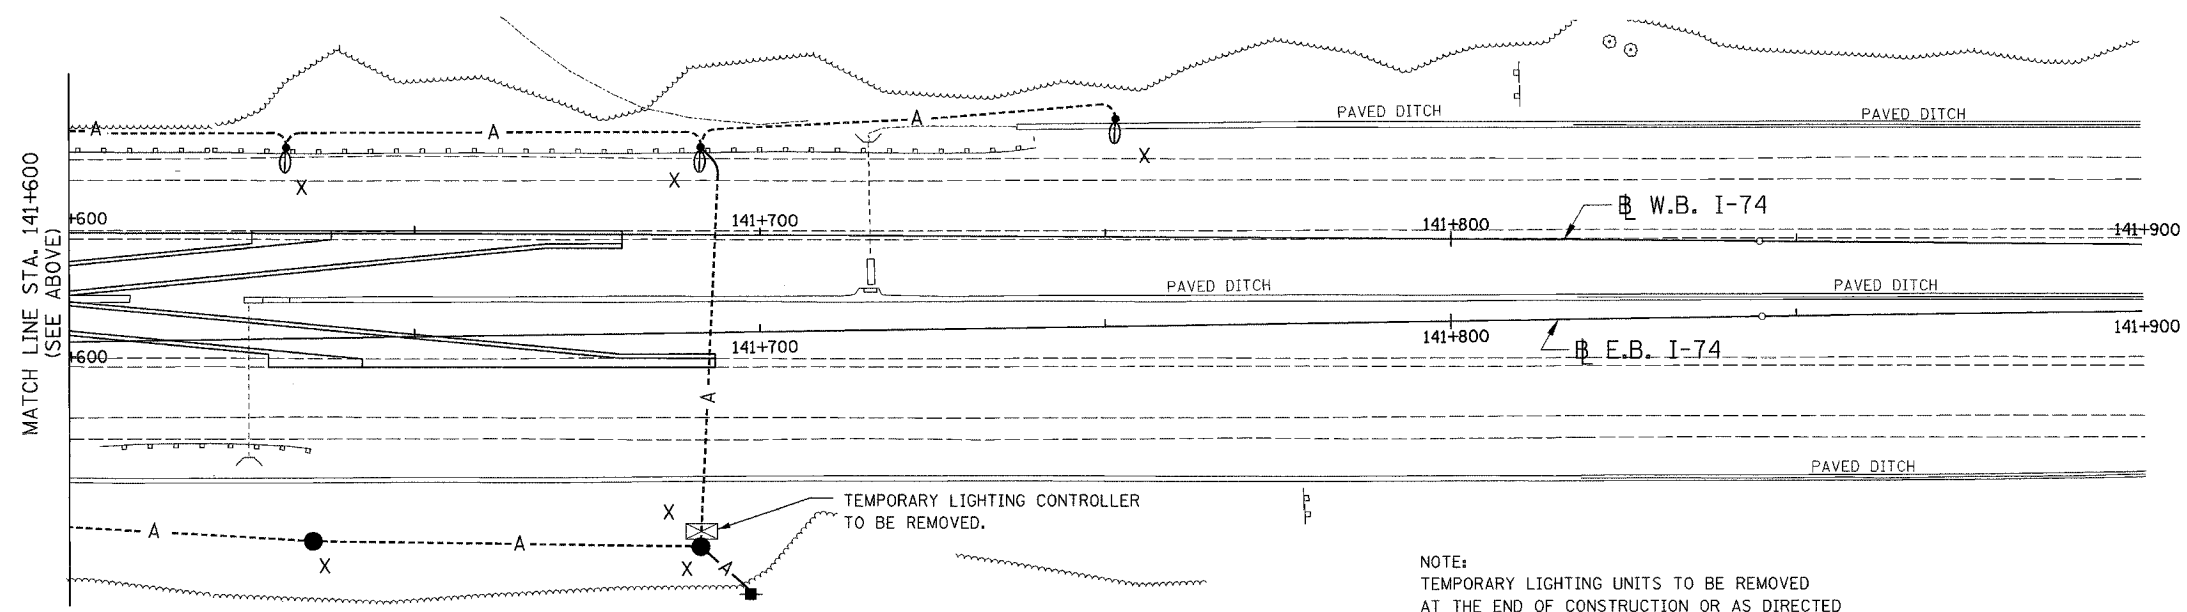 PAVED DITCH
PAVED DITCH
A
A
A
X
X
X
MATCH LINE STA. 141+600
(SEE ABOVE)
+600
141+700
141+800
141+900
B W.B. I-74
PAVED DITCH
PAVED DITCH
+600
141+700
141+800
141+900
B E.B. I-74
A
PAVED DITCH
X
TEMPORARY LIGHTING CONTROLLER
TO BE REMOVED.
A
A
X
X
A
NOTE:
TEMPORARY LIGHTING UNITS TO BE REMOVED
AT THE END OF CONSTRUCTION OR AS DIRECTED